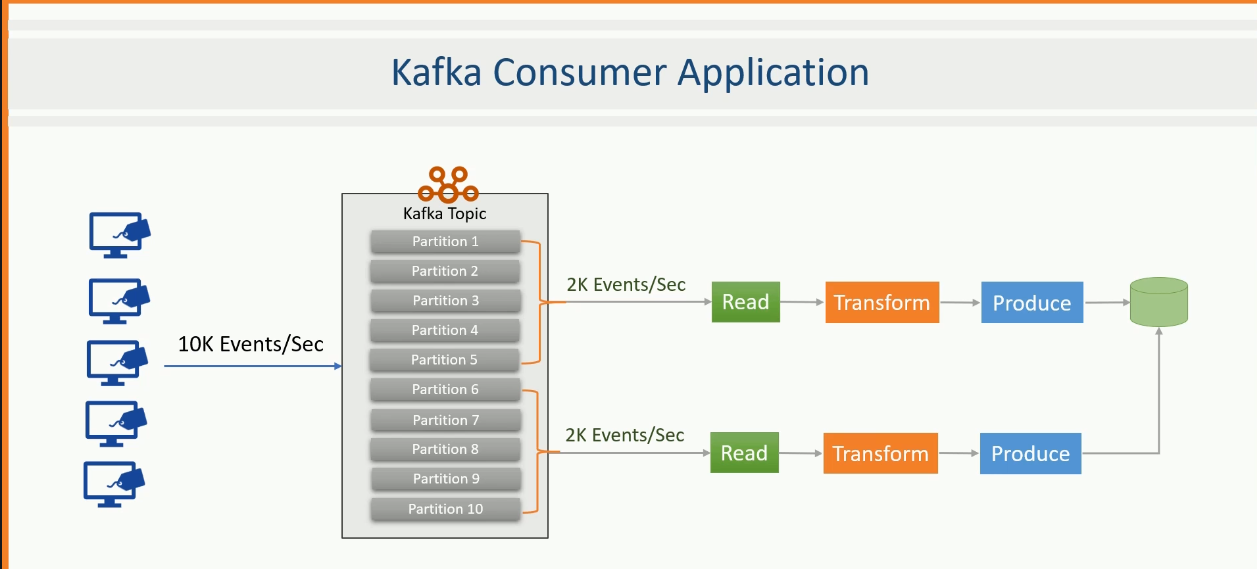 Kafka Consumer Application
Kafka Topic
10K Events/Sec
Partition 1
Partition 2
Partition 3
Partition 4
Partition 5
Partition 6
Partition 7
Partition 8
Partition 9
Partition 10
2K Events/Sec
Read
Transform
Produce
2K Events/Sec
Read
Transform
Produce